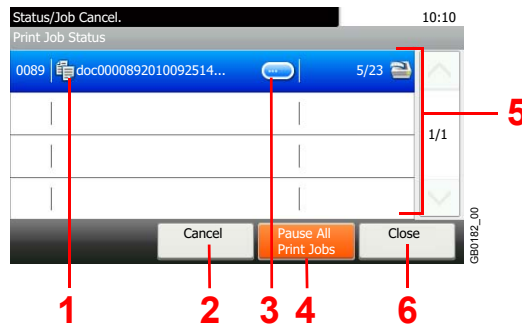 Status/Job Cancel. 10:10
Print Job Status
0089 doc0000892010092514... 5/23
5
1/1
Cancel Pause All Print Jobs Close
GB0182_00
1 2 3 4 6